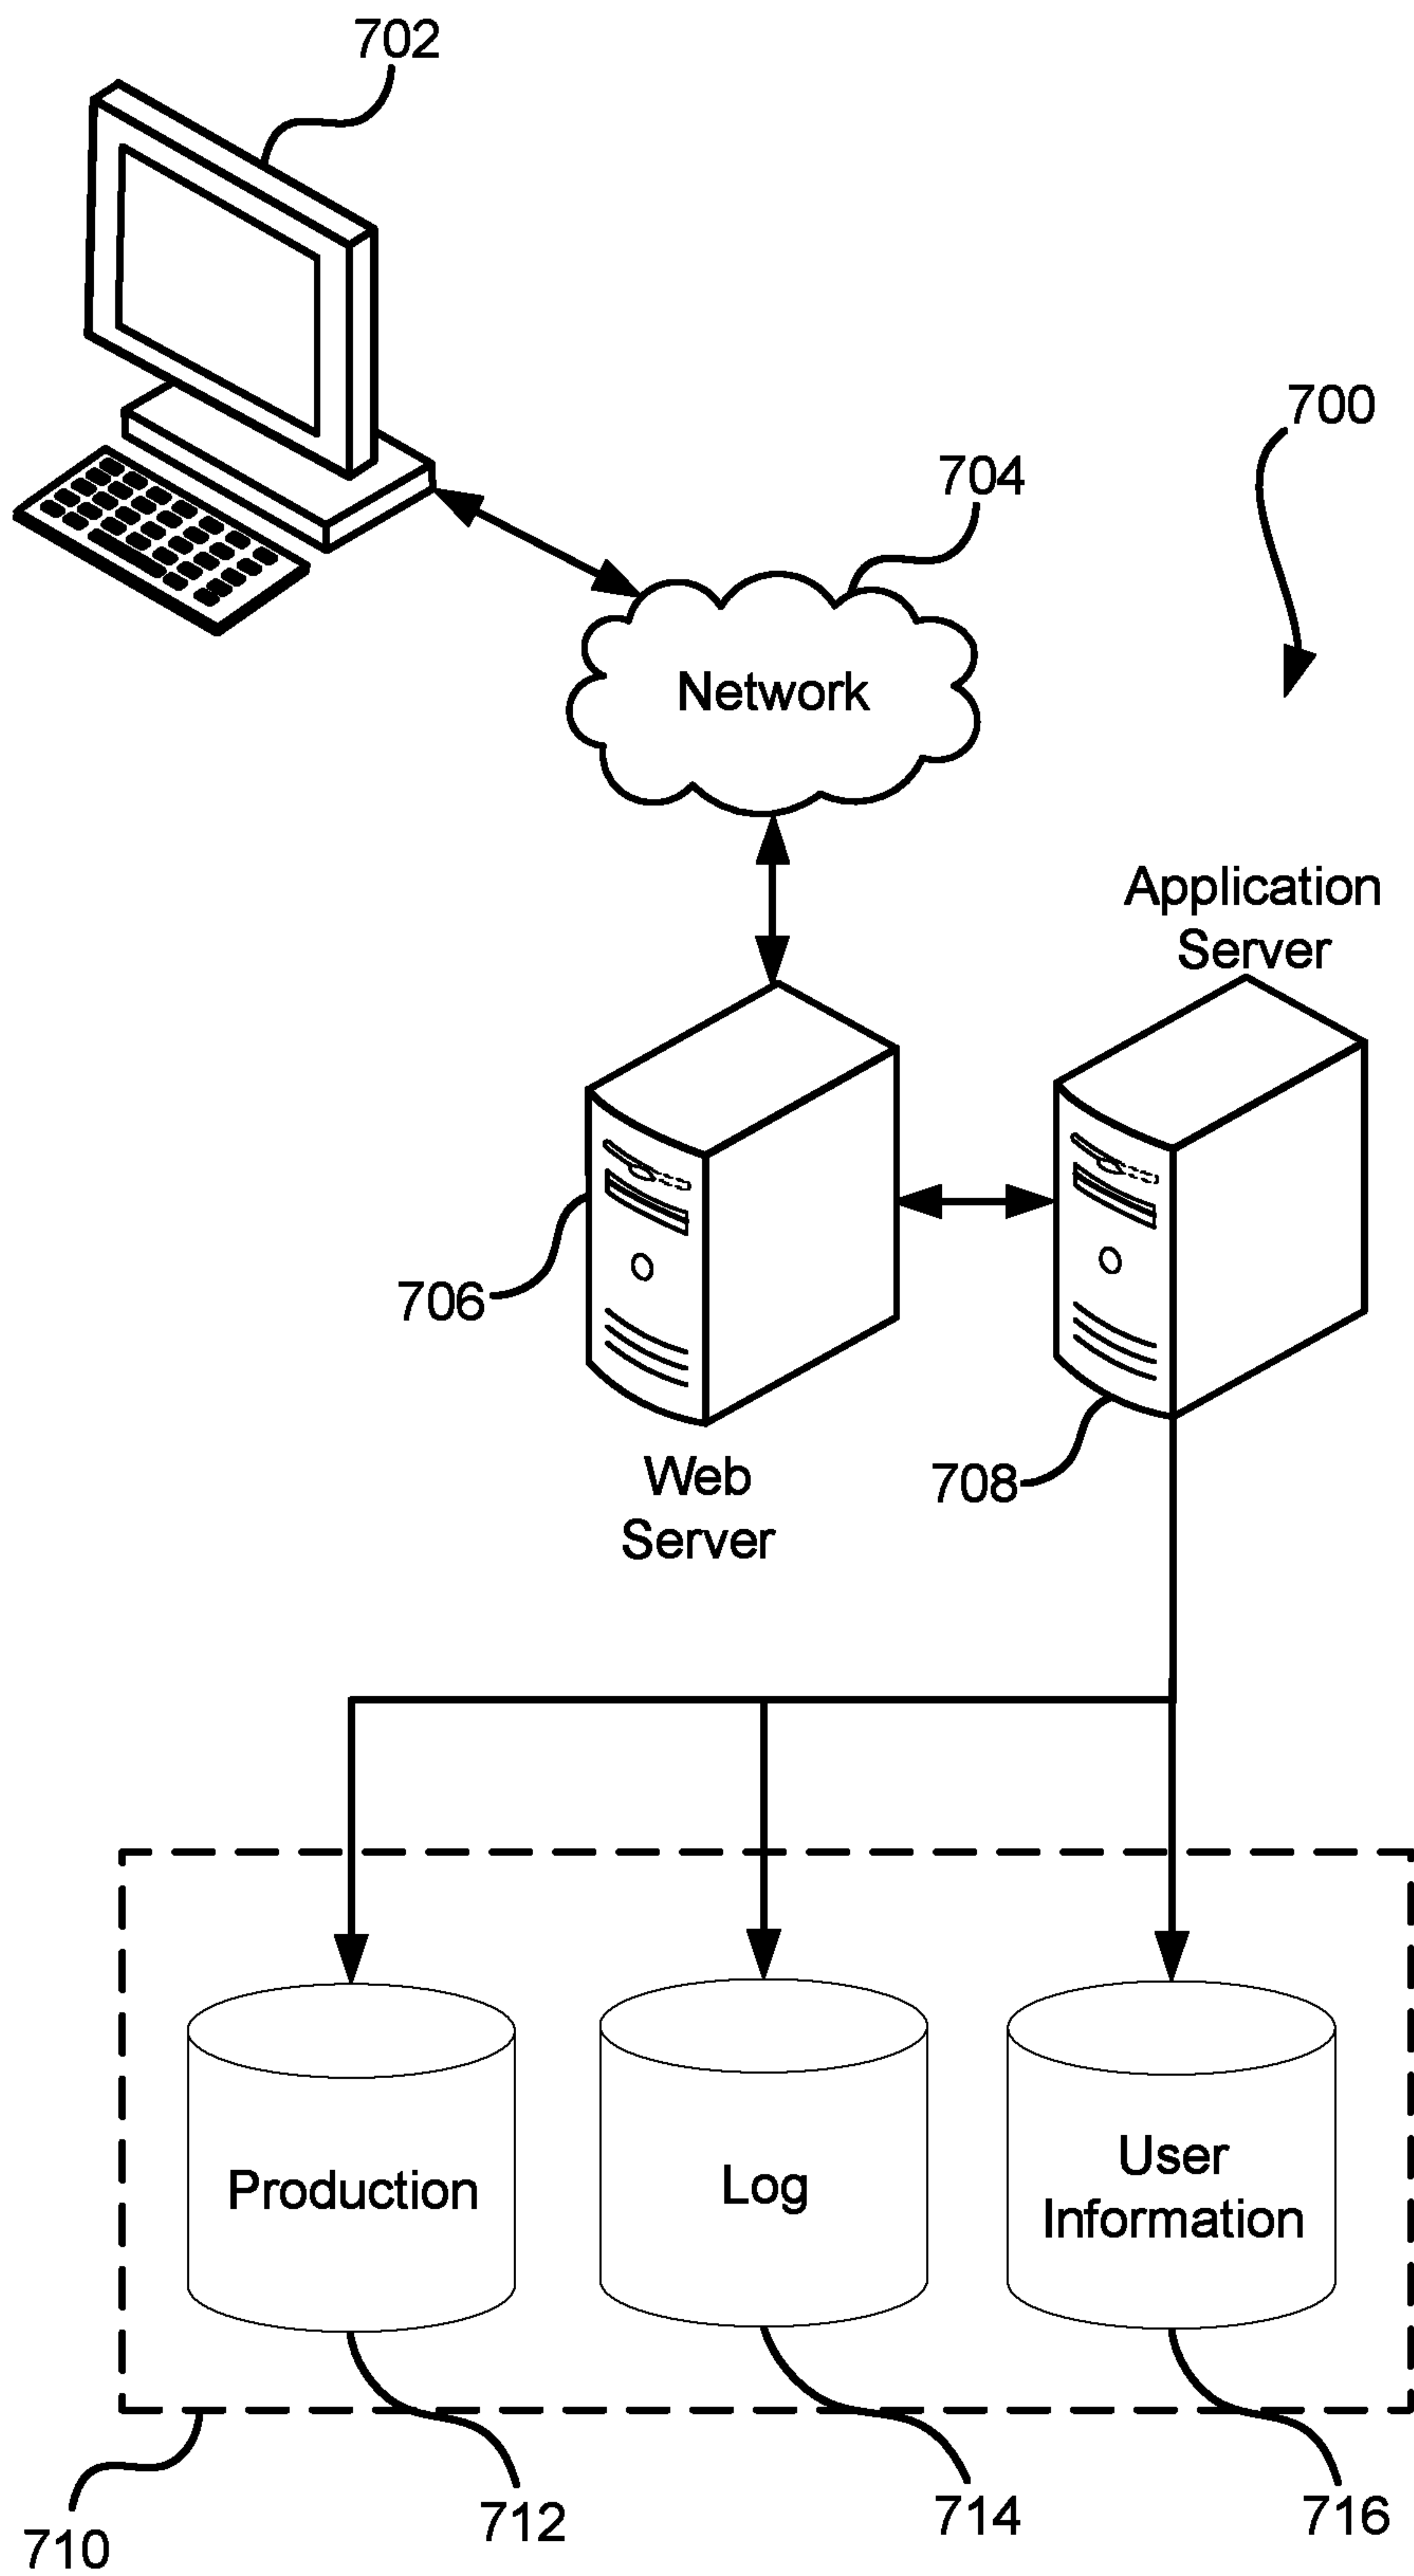 702
700
704
Network
Application
Server
706
708
Web
Server
Production
Log
User
Information
710
712
714
716